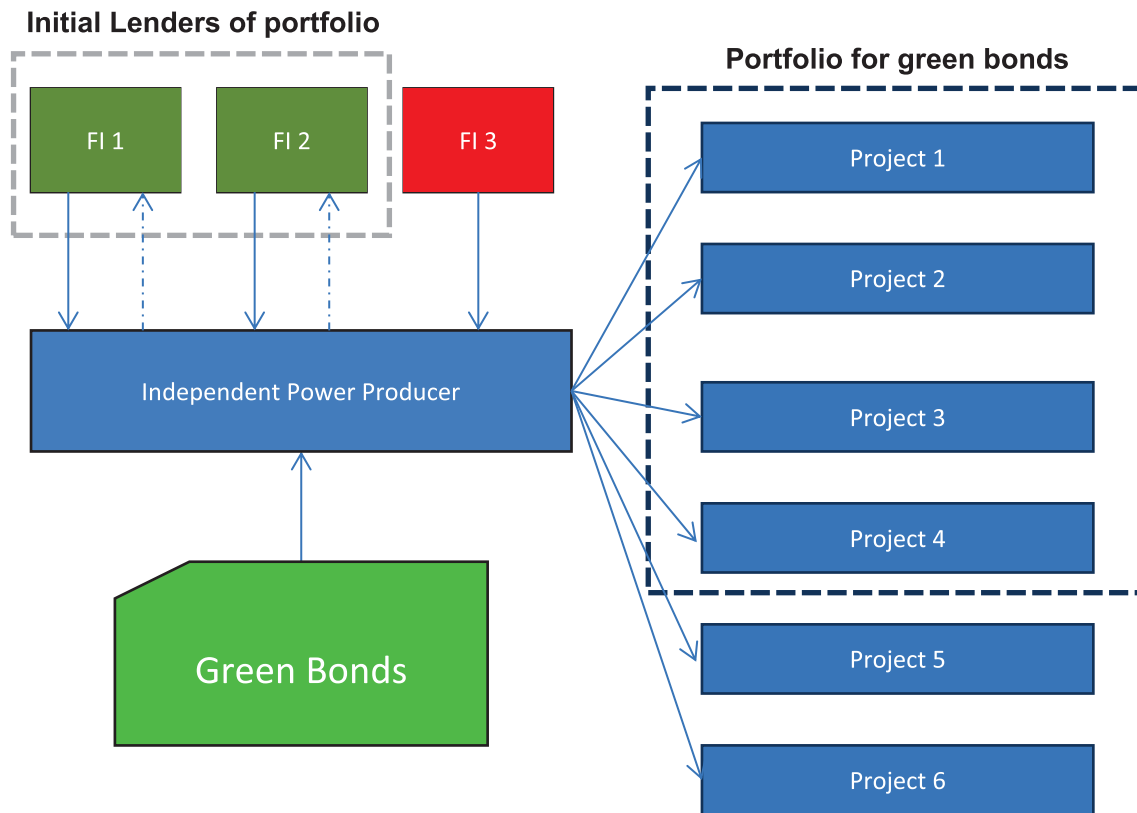 Initial Lenders of portfolio
FI 1
FI 2
FI 3
Independent Power Producer
Green Bonds
Portfolio for green bonds
Project 1
Project 2
Project 3
Project 4
Project 5
Project 6